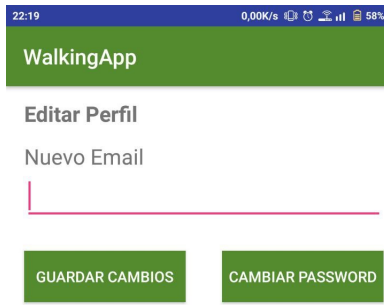 22:19 0,00K/s 58%
WalkingApp
Editar Perfil
Nuevo Email
GUARDAR CAMBIOS CAMBIAR PASSWORD